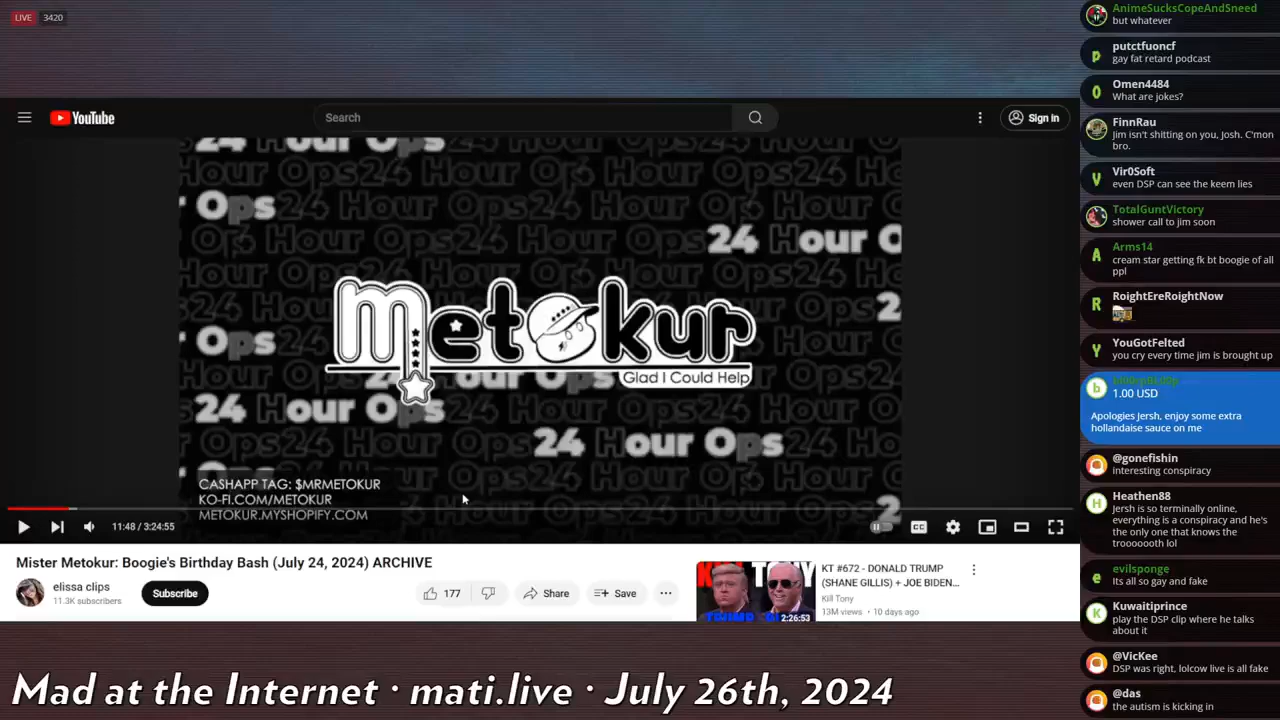 LIVE 3420
YouTube
Search
Sign in
24 Hour Ops
Metokur
Glad I Could Help
CASHAPP TAG: $MRMETOKUR
KO-FI.COM/METOKUR
METOKUR.MYSHOPIFY.COM
11:48 / 3:24:55
CC
Mister Metokur: Boogie's Birthday Bash (July 24, 2024) ARCHIVE
elissa clips
11.3K subscribers
Subscribe
177
Share
Save
KILL TONY
TRUMP
2:26:53
KT #672 - DONALD TRUMP
(SHANE GILLIS) + JOE BIDEN...
Kill Tony
13M views • 10 days ago
Mad at the Internet · mati.live · July 26th, 2024
AnimeSucksCopeAndSneed
but whatever
putctfuoncf
gay fat retard podcast
Omen4484
What are jokes?
FinnRau
Jim isn't shitting on you, Josh. C'mon
bro.
Vir0Soft
even DSP can see the keem lies
TotalGuntVictory
shower call to jim soon
Arms14
cream star getting fk bt boogie of all
ppl
RoightEreRoightNow
YouGotFelted
you cry every time jim is brought up
1.00 USD
Apologies Jersh, enjoy some extra
hollandaise sauce on me
@gonefishin
interesting conspiracy
Heathen88
Jersh is so terminally online,
everything is a conspiracy and he's
the only one that knows the
trooooooth lol
evilsponge
Its all so gay and fake
Kuwaitiprince
play the DSP clip where he talks
about it
@VicKee
DSP was right, lolcow live is all fake
@das
the autism is kicking in